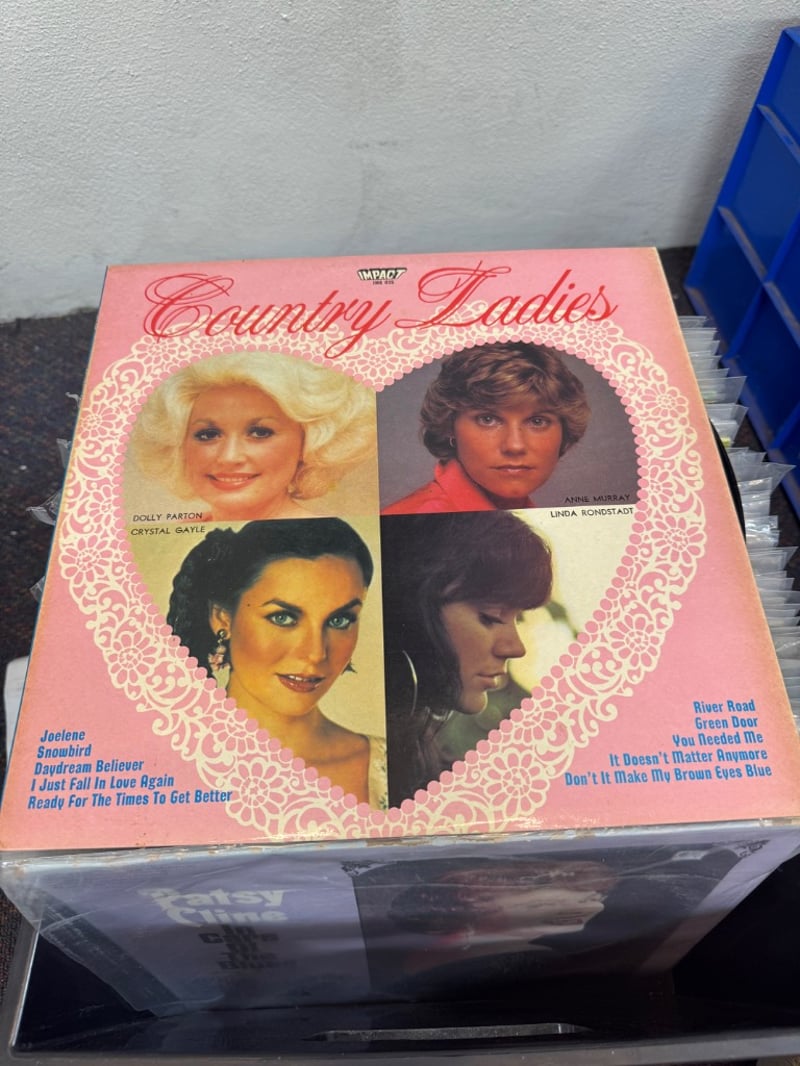 IMPACT
Country Ladies
DOLLY PARTON
ANNE MURRAY
CRYSTAL GAYLE
LINDA RONDSTADT
Joelene
Snowbird
Daydream Believer
I Just Fall In Love Again
Ready For The Times To Get Better
River Road
Green Door
You Needed Me
It Doesn't Matter Anymore
Don't It Make My Brown Eyes Blue
Patsy
Cline